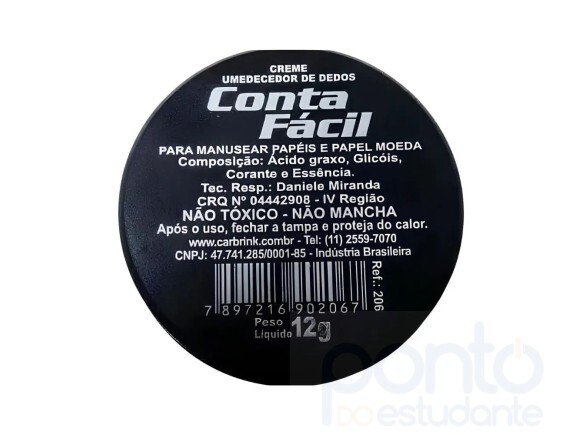 CREME
UMEDECEDOR DE DEDOS
Conta
Fácil
PARA MANUSEAR PAPÉIS E PAPEL MOEDA
Composição: Ácido graxo, Glicóis,
Corante e Essência.
Tec. Resp.: Daniele Miranda
CRQ Nº 04442908 - IV Região
NÃO TÓXICO - NÃO MANCHA
Após o uso, fechar a tampa e proteja do calor.
www.carbrink.combr - Tel: (11) 2559-7070
CNPJ: 47.741.285/0001-85 - Indústria Brasileira
Ref.: 206
7 897216 902067
Peso
Líquido 12g
ponto
DO estudante